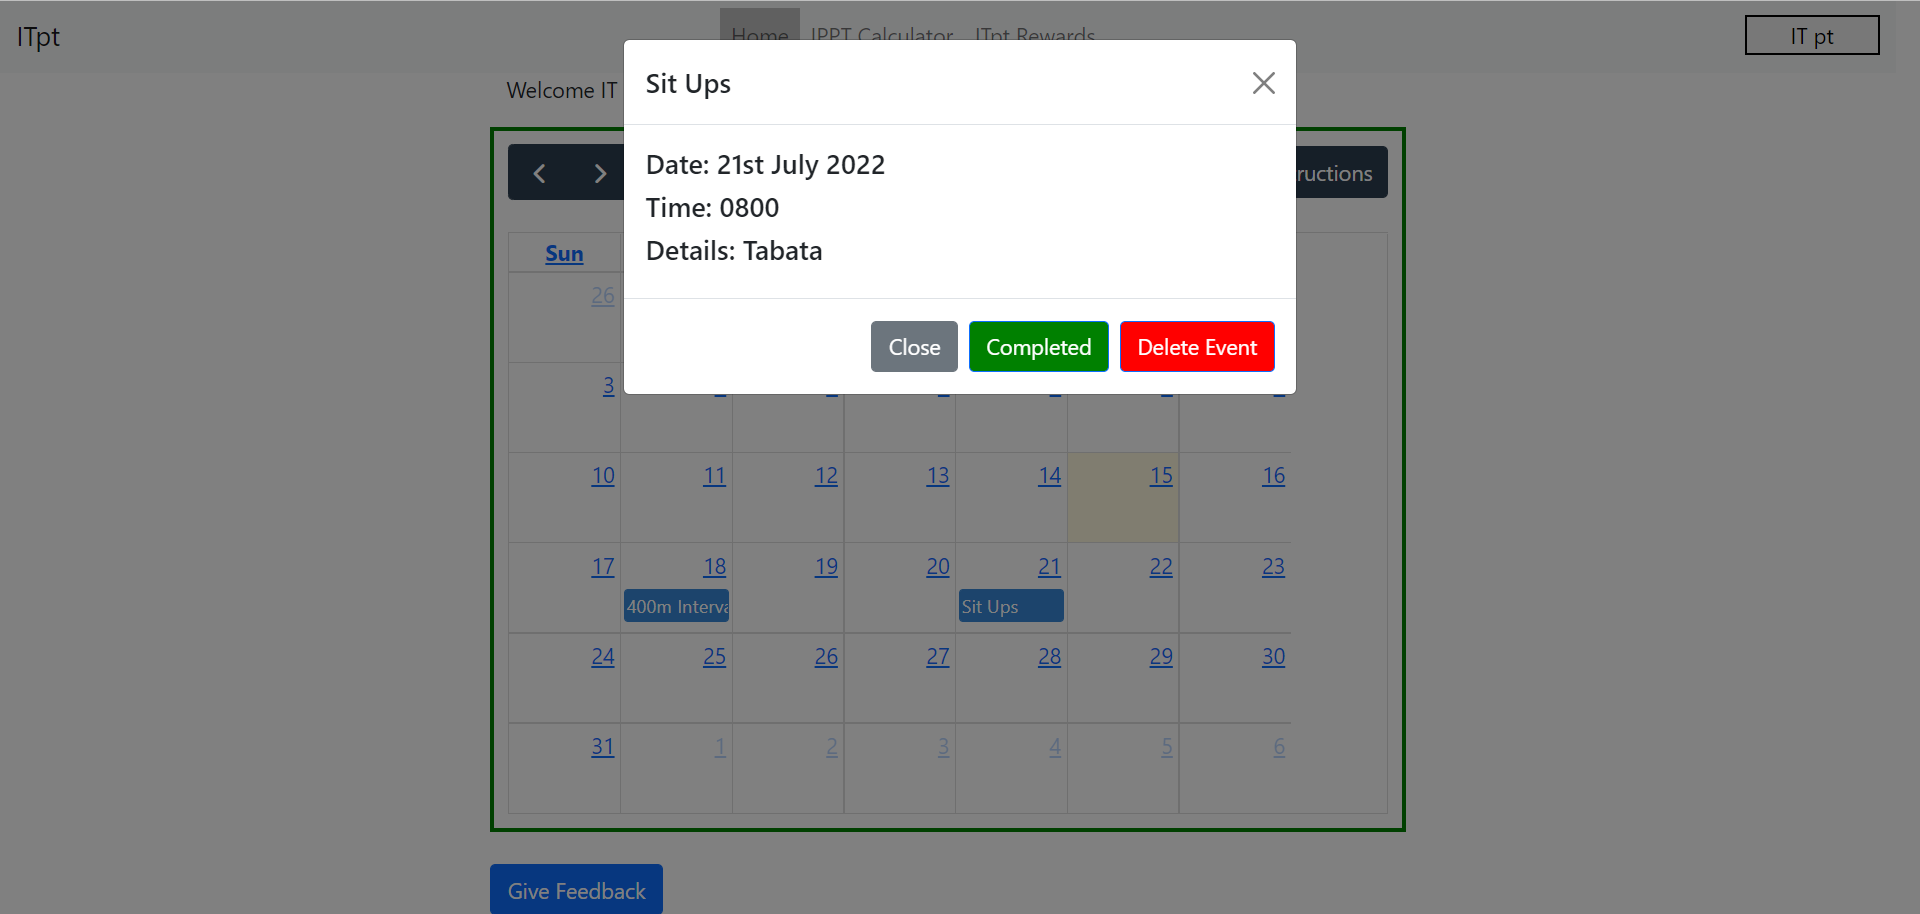 ITpt
Home IPPT Calculator ITpt Rewards
IT pt
Welcome IT
Sit Ups
Date: 21st July 2022
Time: 0800
Details: Tabata
Close Completed Delete Event
ructions
Sun
26
3
10 11 12 13 14 15 16
17 18 19 20 21 22 23
400m Interva
Sit Ups
24 25 26 27 28 29 30
31 1 2 3 4 5 6
Give Feedback